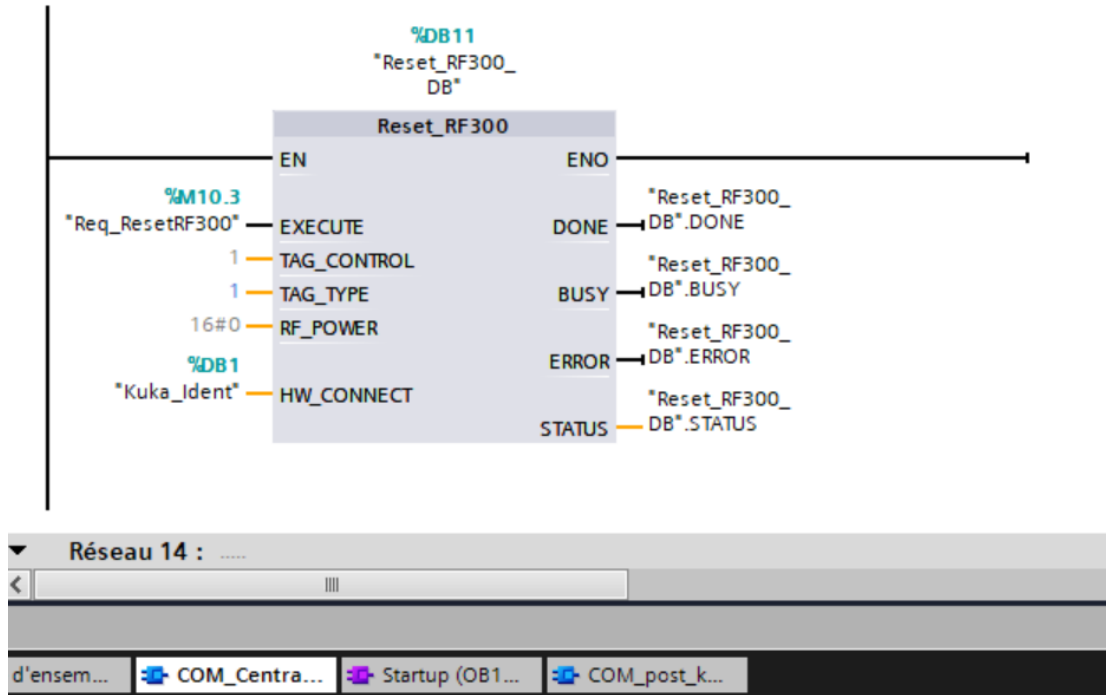 %DB11
"Reset_RF300_
DB"
Reset_RF300
EN
ENO
%M10.3
"Req_ResetRF300"
EXECUTE
DONE
"Reset_RF300_
DB".DONE
1
TAG_CONTROL
1
TAG_TYPE
BUSY
"Reset_RF300_
DB".BUSY
16#0
RF_POWER
ERROR
"Reset_RF300_
DB".ERROR
%DB1
"Kuka_Ident"
HW_CONNECT
STATUS
"Reset_RF300_
DB".STATUS
Réseau 14 : .....
d'ensem...
COM_Centra...
Startup (OB1...
COM_post_k...